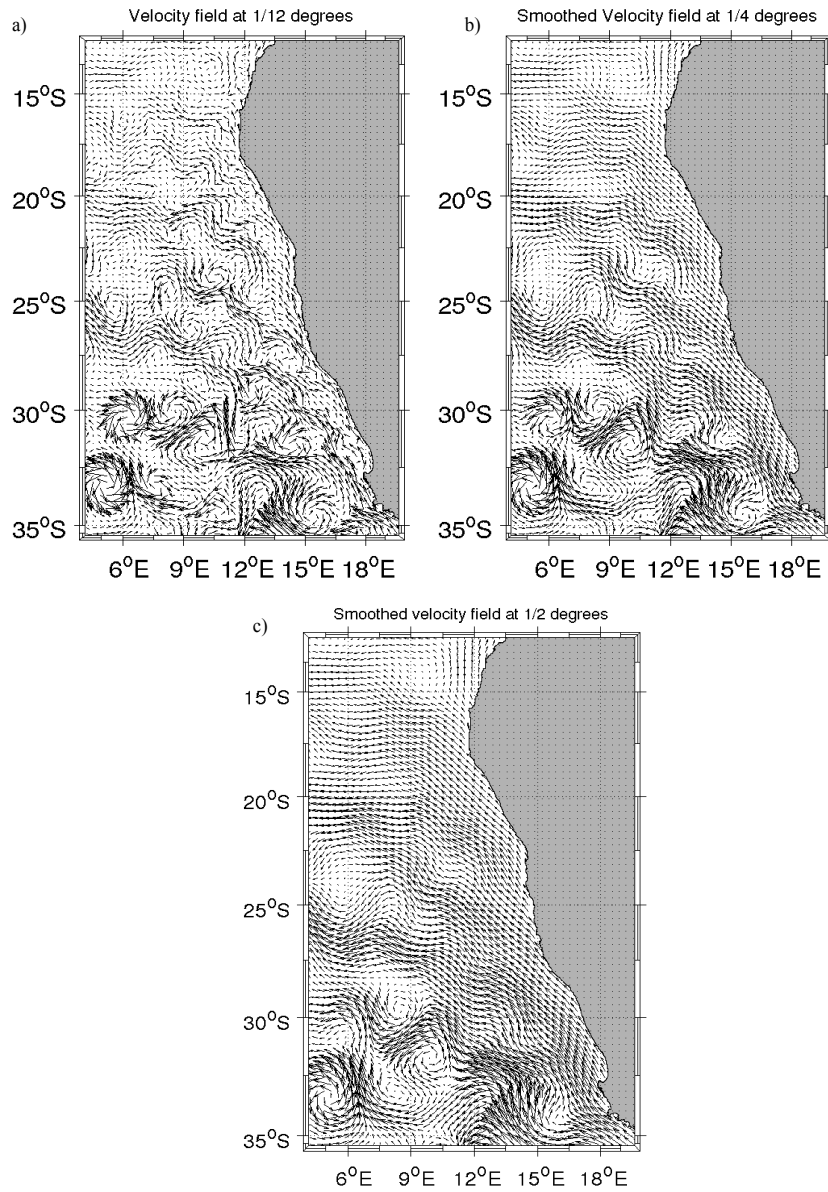 a)
Velocity field at 1/12 degrees
15°S
20°S
25°S
30°S
35°S
6°E 9°E 12°E 15°E 18°E
b)
Smoothed Velocity field at 1/4 degrees
15°S
20°S
25°S
30°S
35°S
6°E 9°E 12°E 15°E 18°E
c)
Smoothed velocity field at 1/2 degrees
15°S
20°S
25°S
30°S
35°S
6°E 9°E 12°E 15°E 18°E